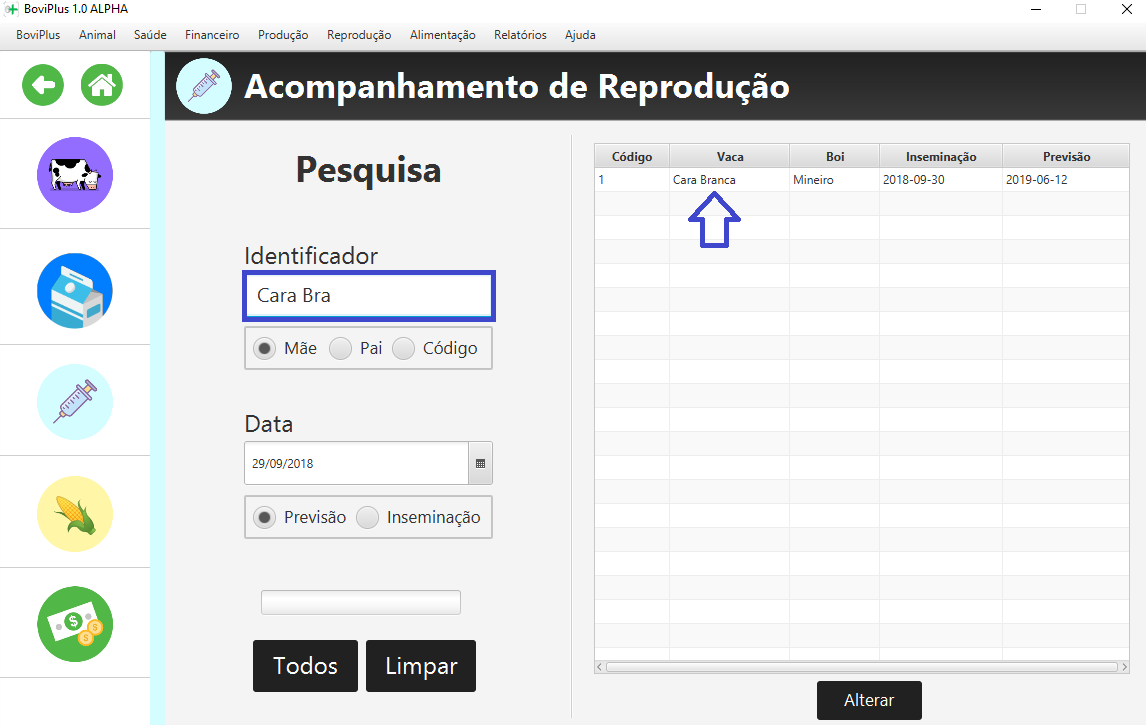 BoviPlus 1.0 ALPHA
BoviPlus Animal Saúde Financeiro Produção Reprodução Alimentação Relatórios Ajuda
Acompanhamento de Reprodução
Pesquisa
Identificador
Cara Bra
Mãe Pai Código
Data
29/09/2018
Previsão Inseminação
Todos Limpar
Código Vaca Boi Inseminação Previsão
1 Cara Branca Mineiro 2018-09-30 2019-06-12
Alterar